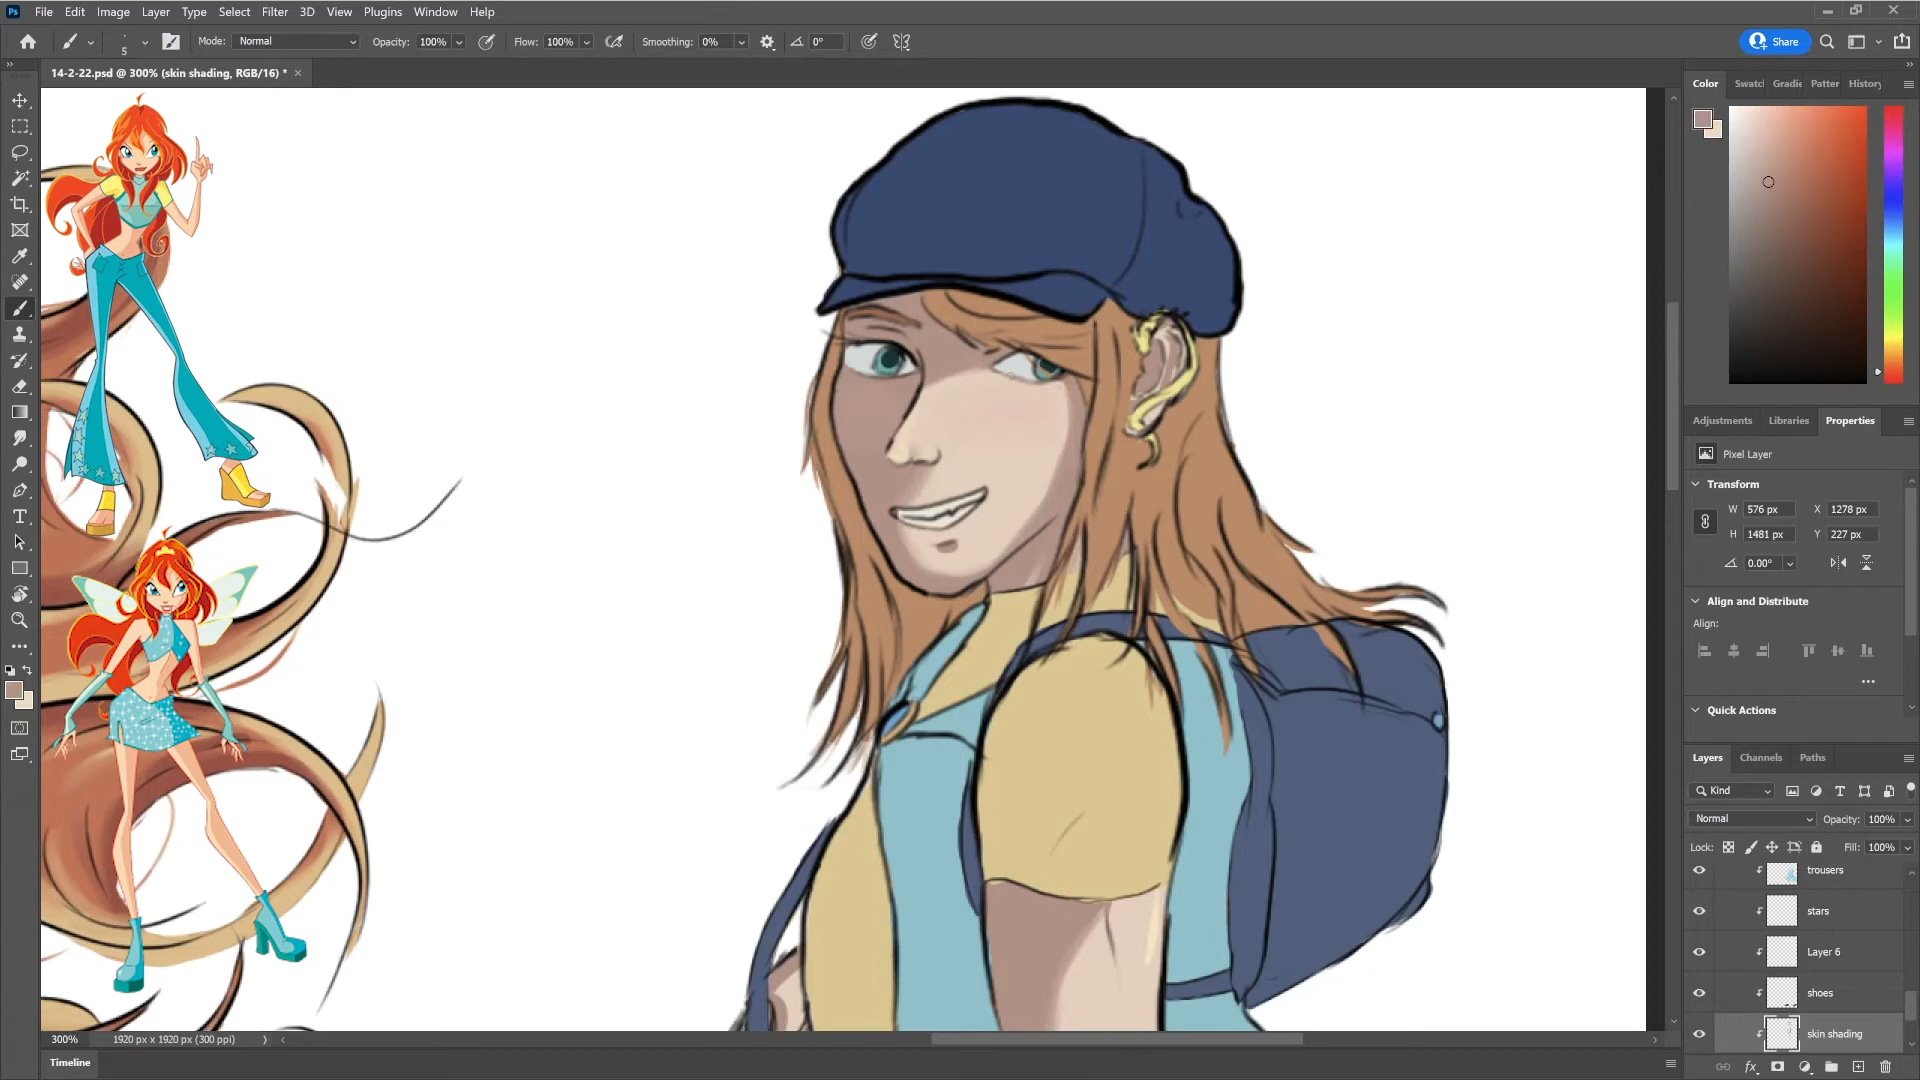 Ps File Edit Image Layer Type Select Filter 3D View Plugins Window Help
5 Mode: Normal Opacity: 100% Flow: 100% Smoothing: 0% 0° Share
14-2-22.psd @ 300% (skin shading, RGB/16) * ×
Color Swatc Gradie Patter History
Adjustments Libraries Properties
Pixel Layer
Transform
W 576 px X 1278 px
H 1481 px Y 227 px
0.00°
Align and Distribute
Align:
Quick Actions
Layers Channels Paths
Kind
Normal Opacity: 100%
Lock: Fill: 100%
trousers
stars
Layer 6
shoes
skin shading
300% 1920 px x 1920 px (300 ppi)
Timeline